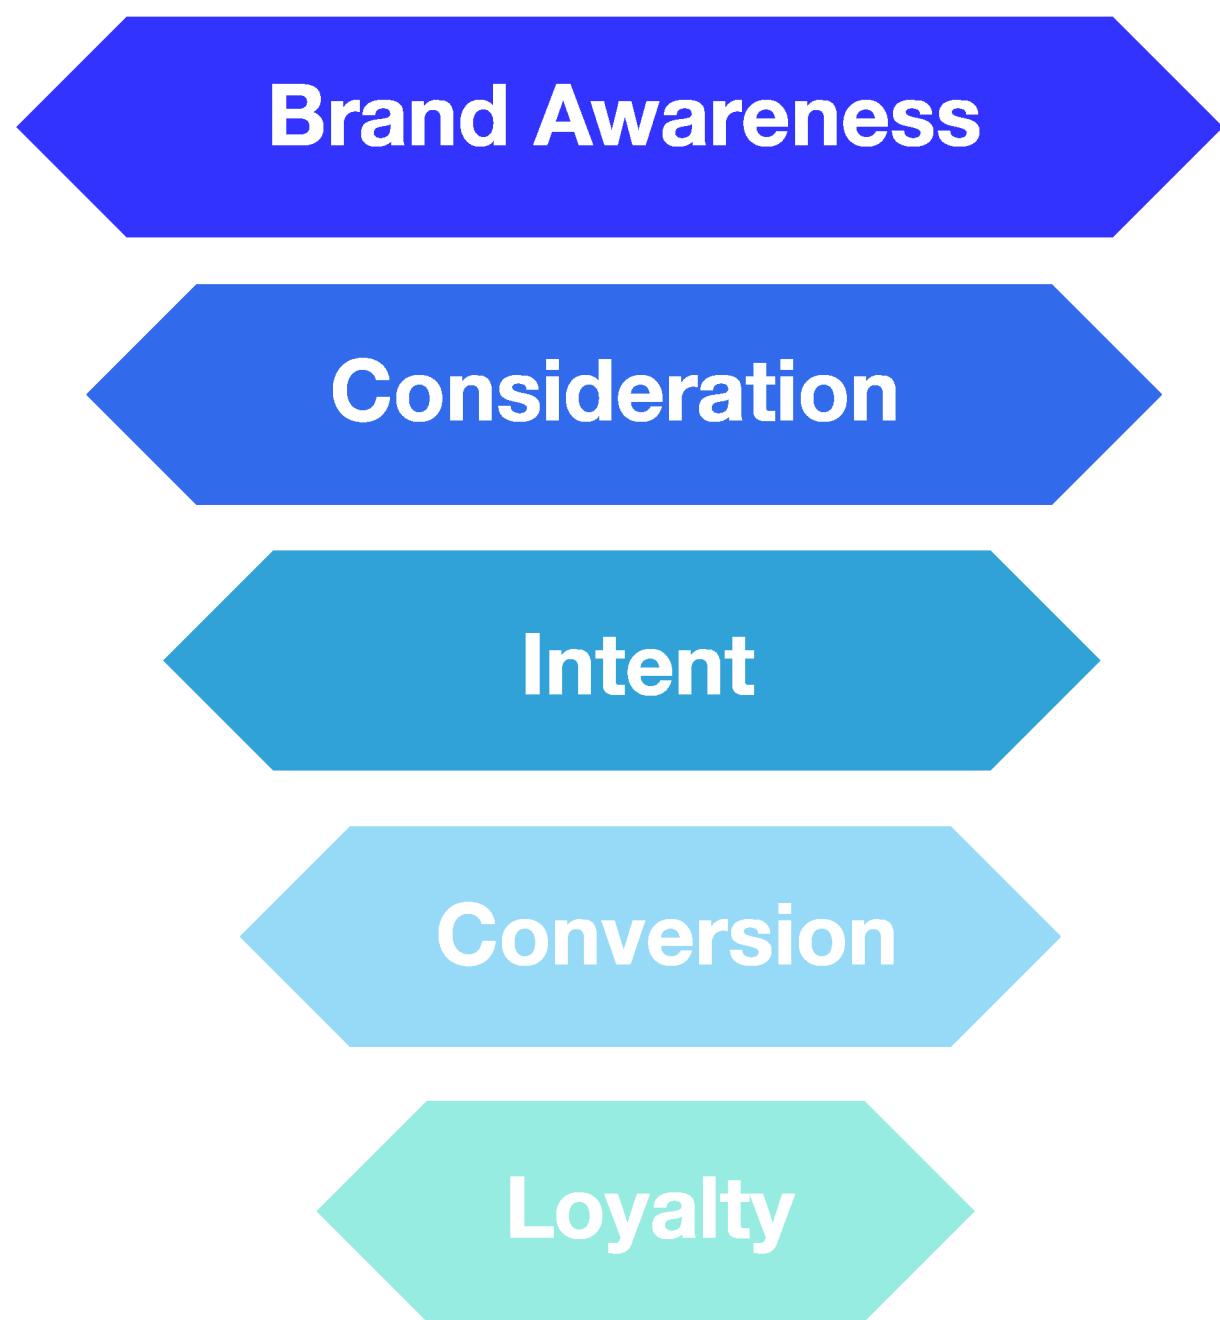 Brand Awareness
Consideration
Intent
Conversion
Loyalty